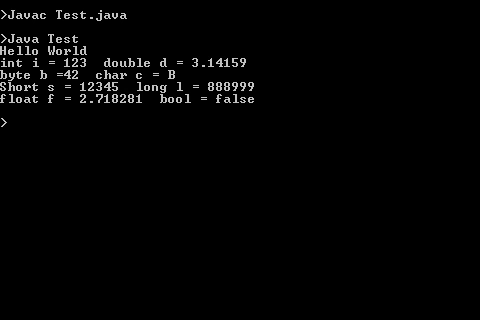 >Javac Test.java
>Java Test
Hello World
int i = 123  double d = 3.14159
byte b =42  char c = B
Short s = 12345  long l = 888999
float f = 2.718281  bool = false
>